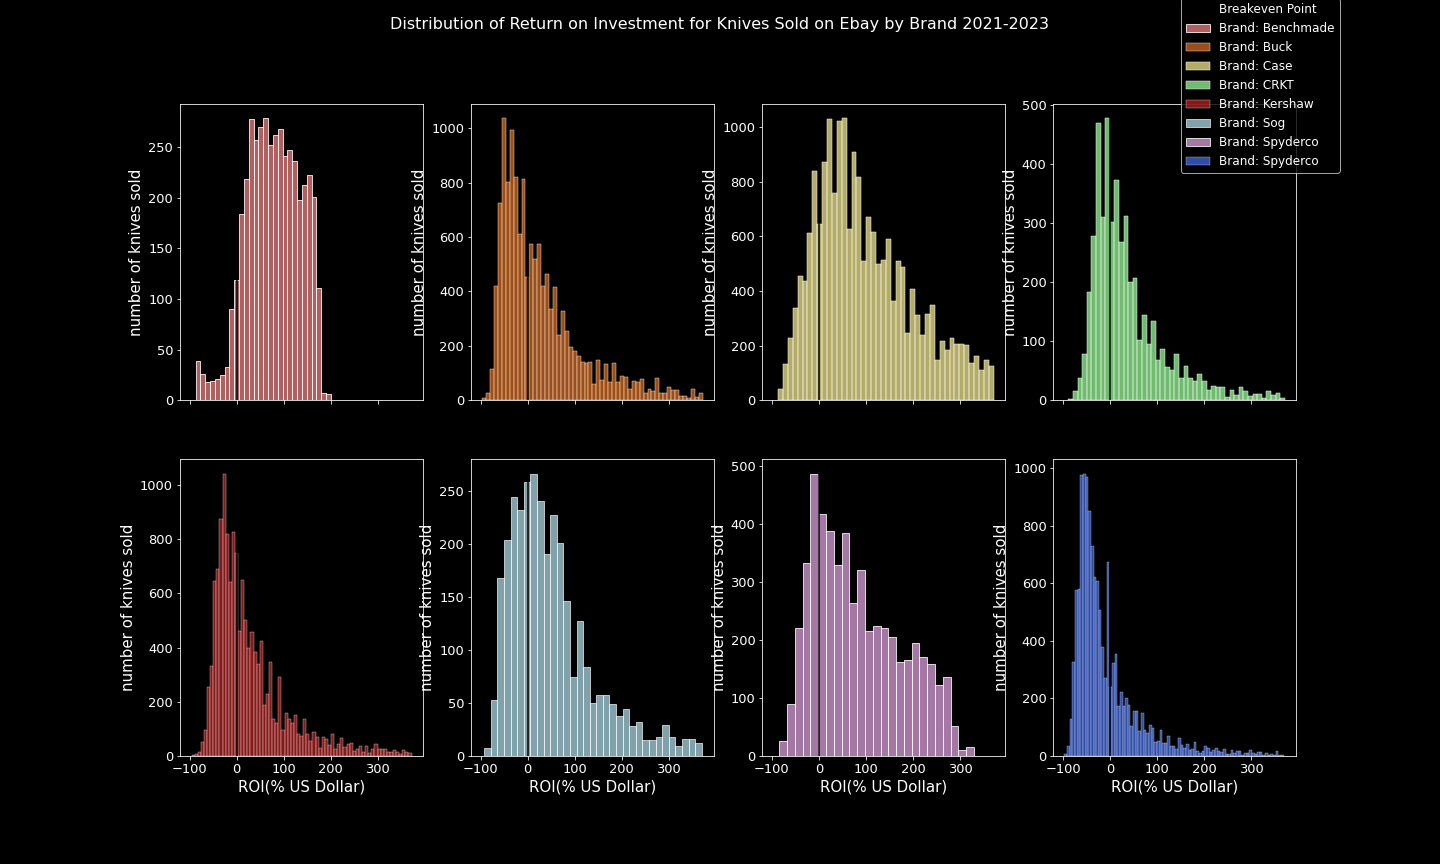 Distribution of Return on Investment for Knives Sold on Ebay by Brand 2021-2023
Breakeven Point
Brand: Benchmade
Brand: Buck
Brand: Case
Brand: CRKT
Brand: Kershaw
Brand: Sog
Brand: Spyderco
Brand: Spyderco
number of knives sold
250
200
150
100
50
0
number of knives sold
1000
800
600
400
200
0
number of knives sold
1000
800
600
400
200
0
number of knives sold
500
400
300
200
100
0
number of knives sold
1000
800
600
400
200
0
−100 0 100 200 300
ROI(% US Dollar)
number of knives sold
250
200
150
100
50
0
−100 0 100 200 300
ROI(% US Dollar)
number of knives sold
500
400
300
200
100
0
−100 0 100 200 300
ROI(% US Dollar)
number of knives sold
1000
800
600
400
200
0
−100 0 100 200 300
ROI(% US Dollar)